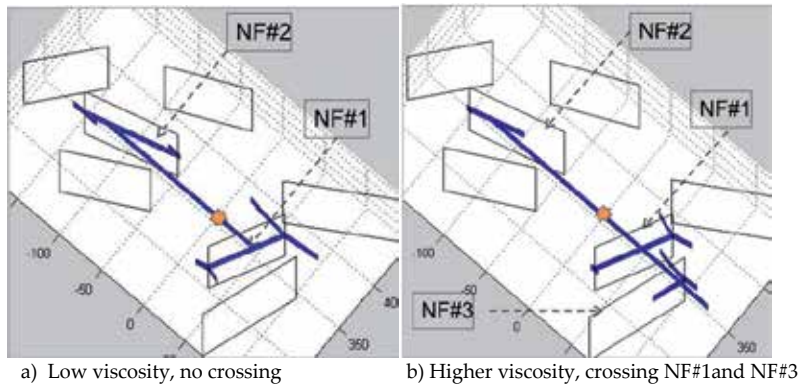 NF#2
NF#1
-100
-50
0
350
400
NF#2
NF#1
NF#3
-100
-50
0
350
a) Low viscosity, no crossing
b) Higher viscosity, crossing NF#1and NF#3